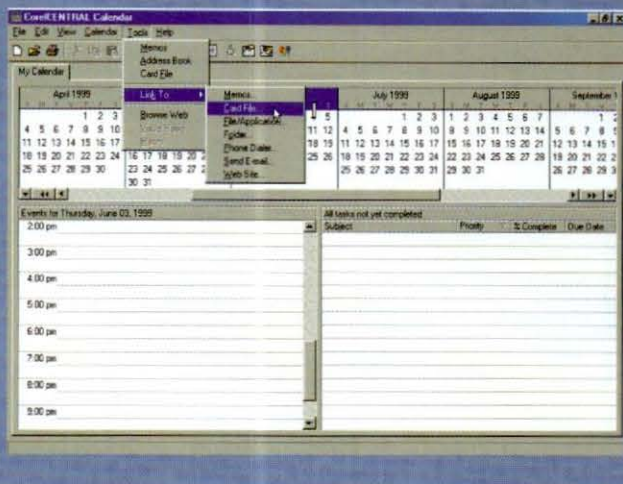 CorelCENTRAL Calendar
File Edit View Calendar Tools Help
My Calendar
Memos
Address Book
Card File
Link To
Browse Web
Memos...
Card File...
File/Application...
Folder...
Phone Dialer...
Send E-mail...
Web Site...
April 1999
July 1999
August 1999
September 1
1 2 3
4 5 6 7 8 9 10
11 12 13 14 15 16 17
18 19 20 21 22 23 24
25 26 27 28 29 30
16 17 18 19 20
23 24 25 26 27 28 29
30 31
5
11 12
18 19
25 26
1 2 3
4 5 6 7 8 9 10
11 12 13 14 15 16 17
18 19 20 21 22 23 24
25 26 27 28 29 30 31
1 2 3 4 5 6 7
8 9 10 11 12 13 14
15 16 17 18 19 20 21
22 23 24 25 26 27 28
29 30 31
Events for Thursday, June 03, 1999
2:00 pm
3:00 pm
4:00 pm
5:00 pm
6:00 pm
7:00 pm
8:00 pm
9:00 pm
All tasks not yet completed
Subject Priority % Complete Due Date